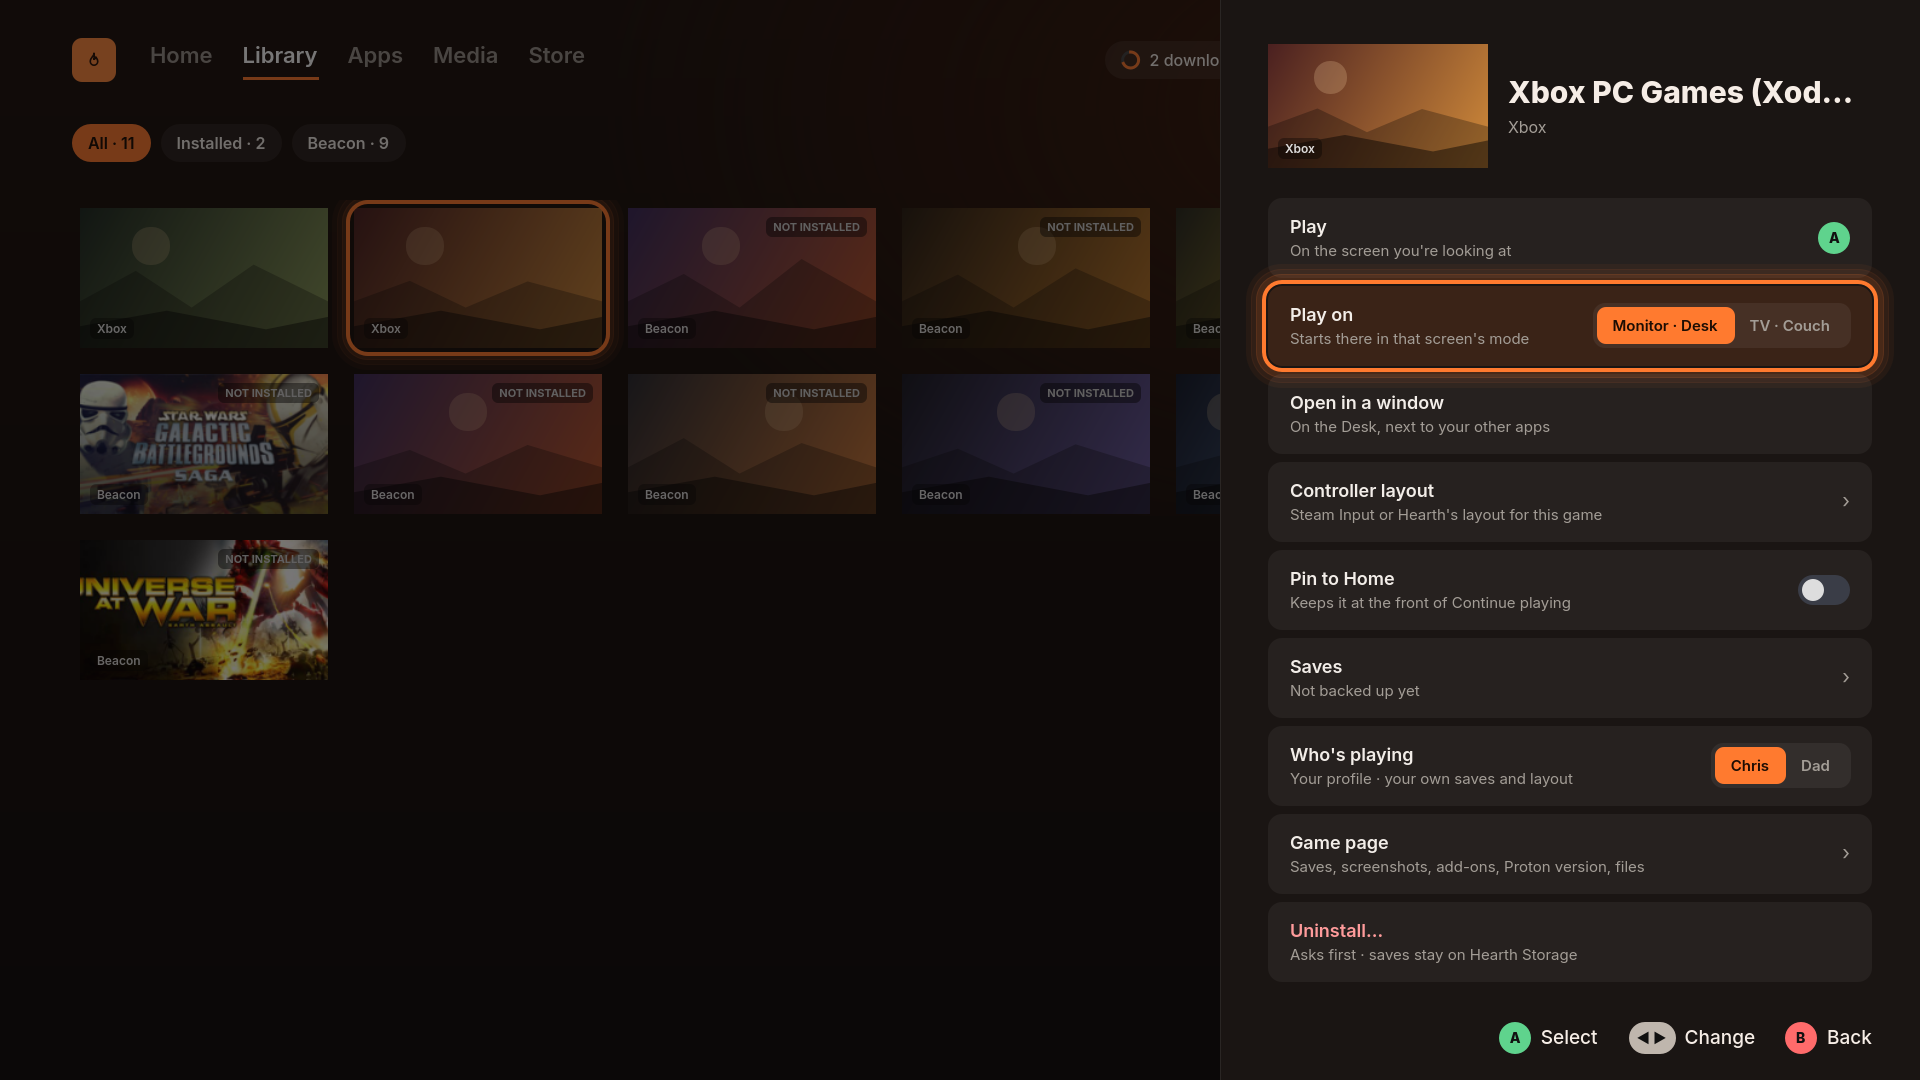 Home Library Apps Media Store
2 downlo
All · 11 Installed · 2 Beacon · 9
Xbox
Xbox
NOT INSTALLED
Beacon
NOT INSTALLED
Beacon
Beac
NOT INSTALLED
STAR WARS
GALACTIC
BATTLEGROUNDS
SAGA
Beacon
NOT INSTALLED
Beacon
NOT INSTALLED
Beacon
NOT INSTALLED
Beacon
Beac
NOT INSTALLED
UNIVERSE
AT WAR
EARTH ASSAULT
Beacon
Xbox
Xbox PC Games (Xod...
Xbox
Play
On the screen you're looking at
A
Play on
Starts there in that screen's mode
Monitor · Desk TV · Couch
Open in a window
On the Desk, next to your other apps
Controller layout
Steam Input or Hearth's layout for this game
Pin to Home
Keeps it at the front of Continue playing
Saves
Not backed up yet
Who's playing
Your profile · your own saves and layout
Chris Dad
Game page
Saves, screenshots, add-ons, Proton version, files
Uninstall...
Asks first · saves stay on Hearth Storage
A Select Change B Back